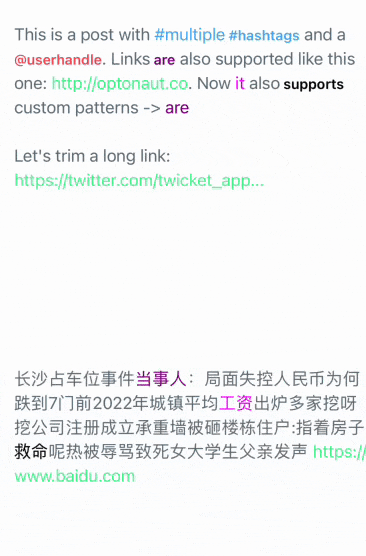 This is a post with #multiple #hashtags and a
@userhandle. Links are also supported like this
one: http://optonaut.co. Now it also supports
custom patterns -> are
Let's trim a long link:
https://twitter.com/twicket_app...
长沙占车位事件当事人：局面失控人民币为何
跌到7门前2022年城镇平均工资出炉多家挖呀
挖公司注册成立承重墙被砸楼栋住户:指着房子
救命呢热被辱骂致死女大学生父亲发声 https://
www.baidu.com